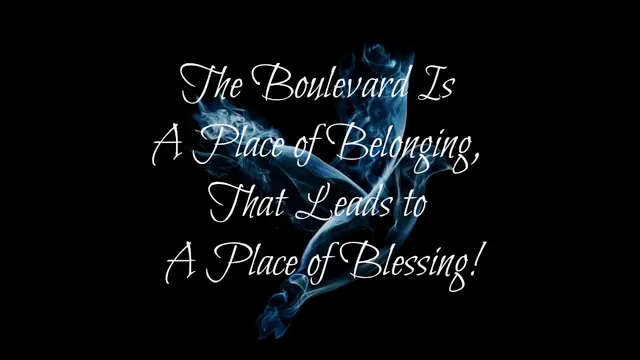 The Boulevard Is
A Place of Belonging,
That Leads to
A Place of Blessing!